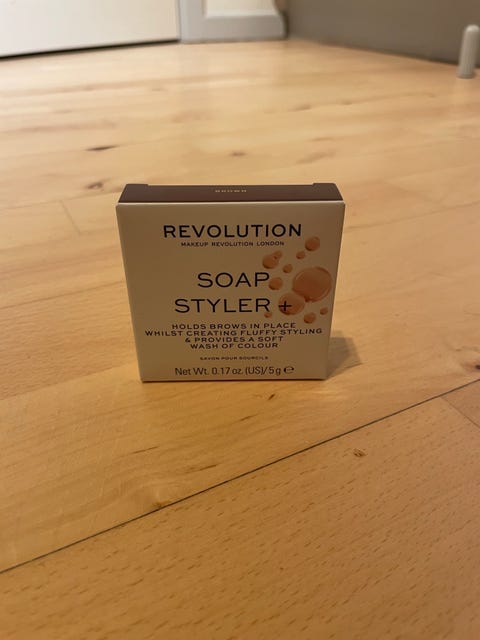 BROWN
REVOLUTION
MAKEUP REVOLUTION LONDON
SOAP
STYLER +
HOLDS BROWS IN PLACE
WHILST CREATING FLUFFY STYLING
& PROVIDES A SOFT
WASH OF COLOUR
SAVON POUR SOURCILS
Net Wt. 0.17 oz. (US)/5g ℮